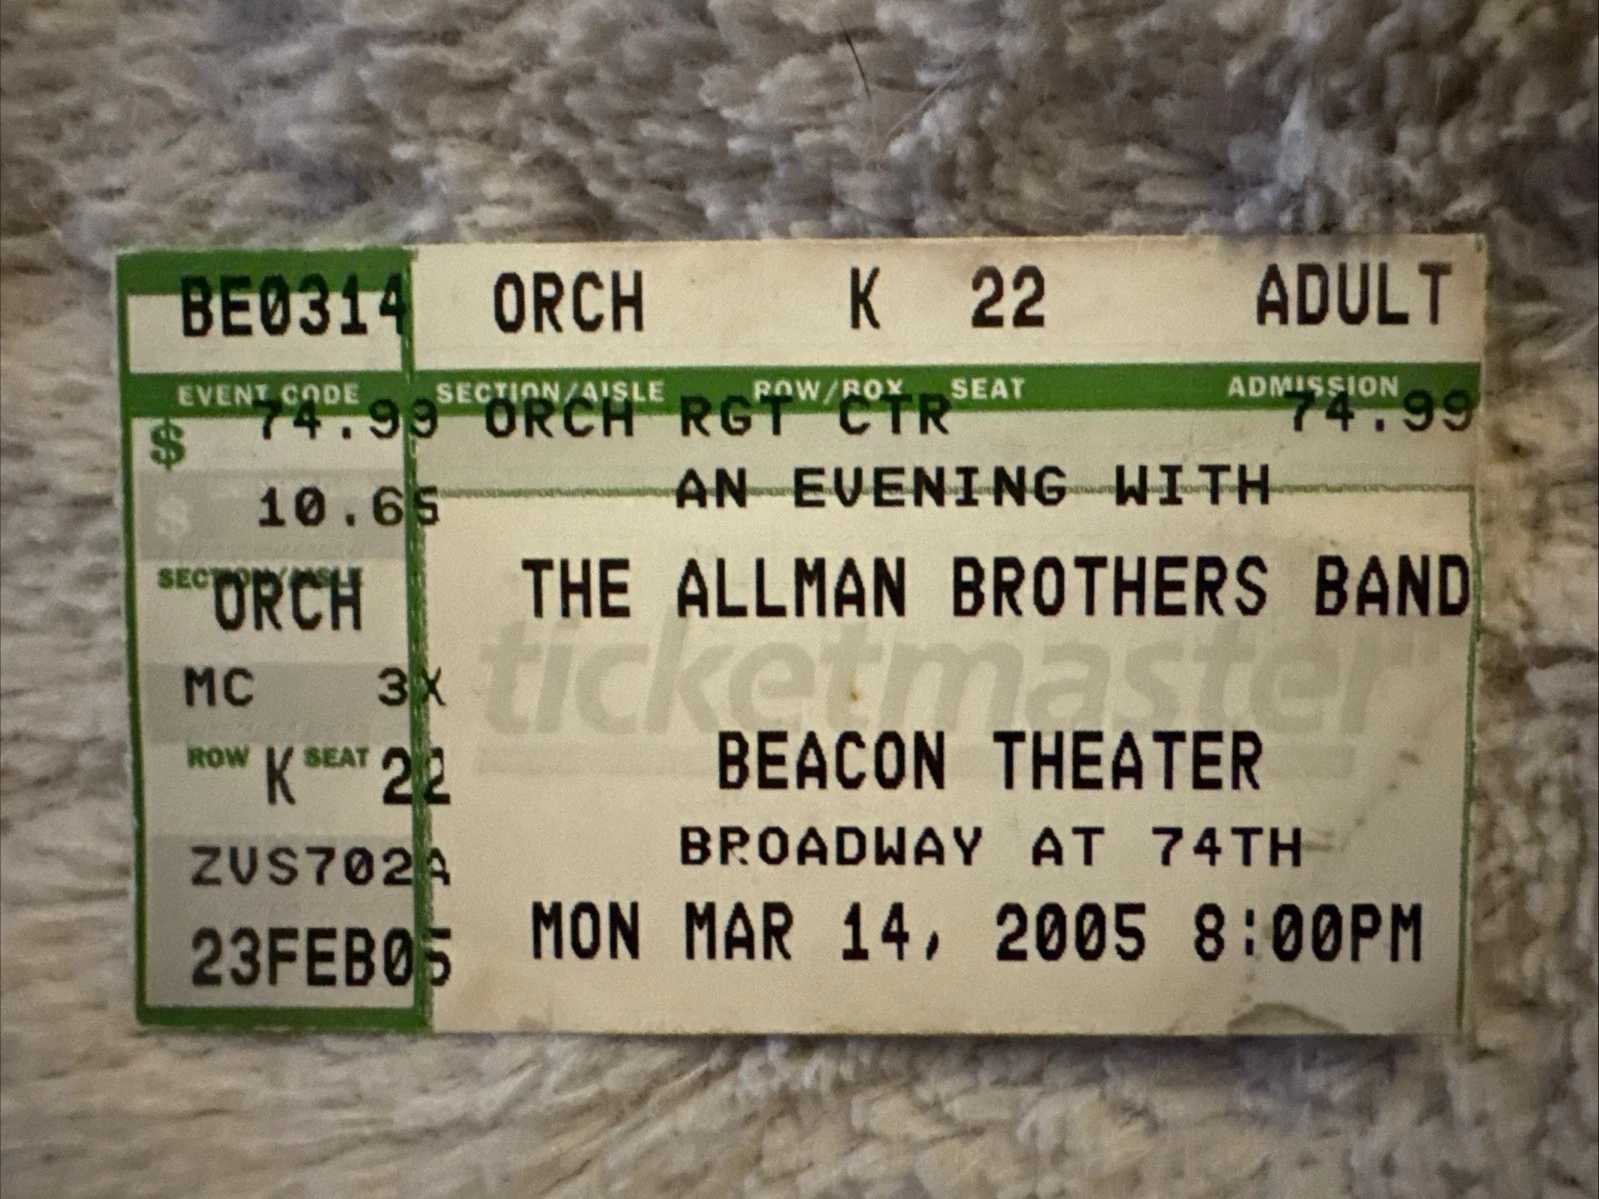 BE0314 ORCH K 22 ADULT
EVENT CODE SECTION/AISLE ROW/BOX SEAT ADMISSION
$ 74.99 ORCH RGT CTR 74.99
$ 10.65 AN EVENING WITH
SECTION/AISLE
ORCH THE ALLMAN BROTHERS BAND
ticketmaster
MC 3X
ROW K SEAT 22 BEACON THEATER
ZVS702A BROADWAY AT 74TH
23FEB05 MON MAR 14, 2005 8:00PM